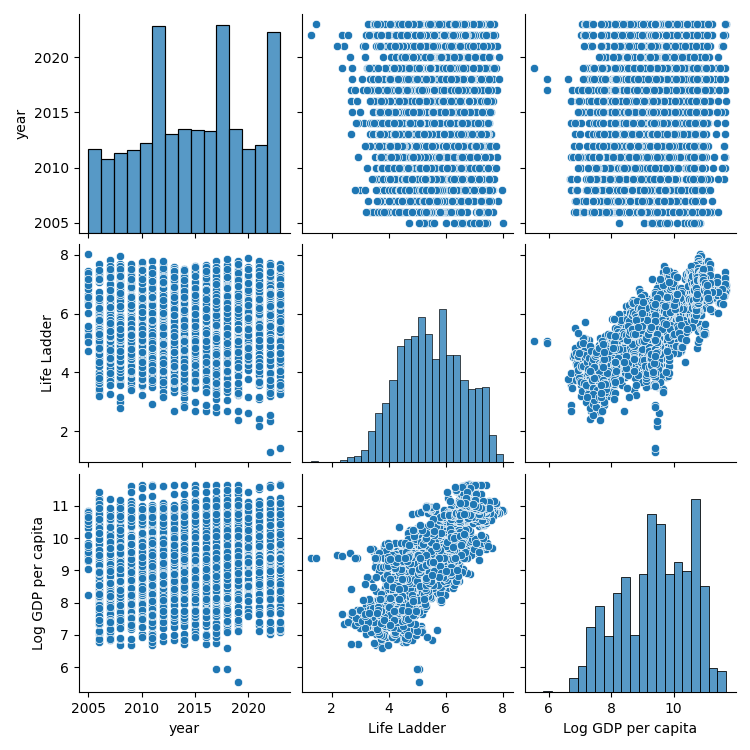 year
2020
2015
2010
2005
Life Ladder
8
6
4
2
Log GDP per capita
11
10
9
8
7
6
2005 2010 2015 2020
2 4 6 8
6 8 10
year
Life Ladder
Log GDP per capita